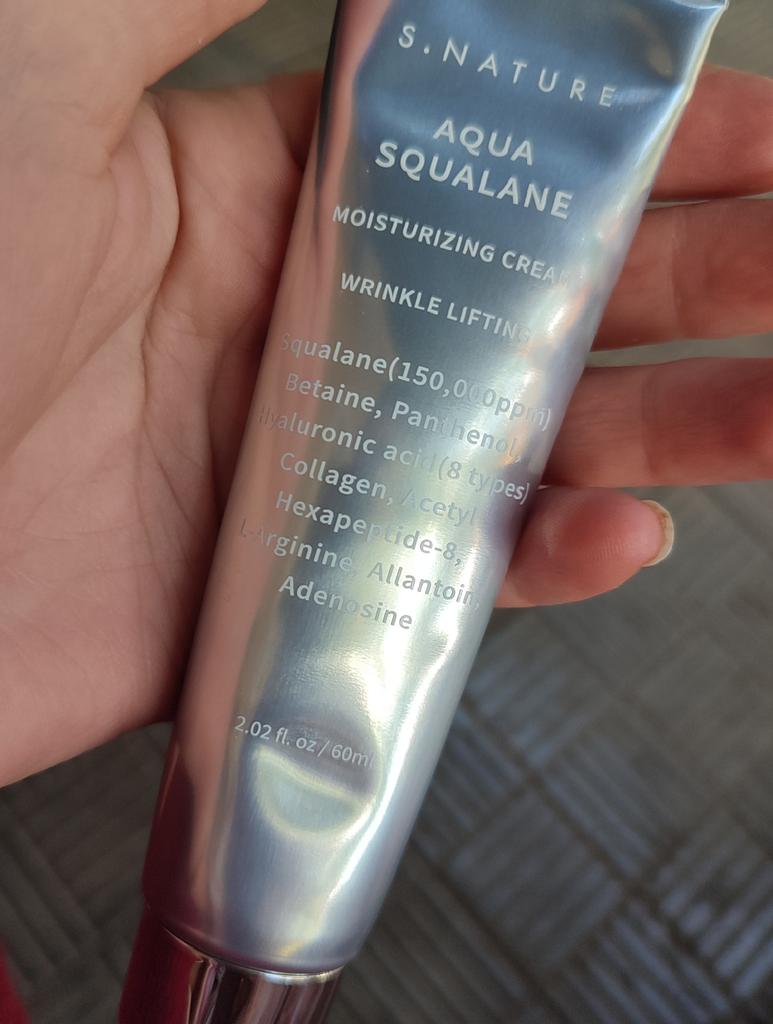 S.NATURE
AQUA
SQUALANE
MOISTURIZING CREAM
WRINKLE LIFTING
Squalane(150,000ppm)
Betaine, Panthenol,
Hyaluronic acid(8 types)
Collagen, Acetyl
Hexapeptide-8,
L-Arginine, Allantoin,
Adenosine
2.02 fl. oz / 60ml